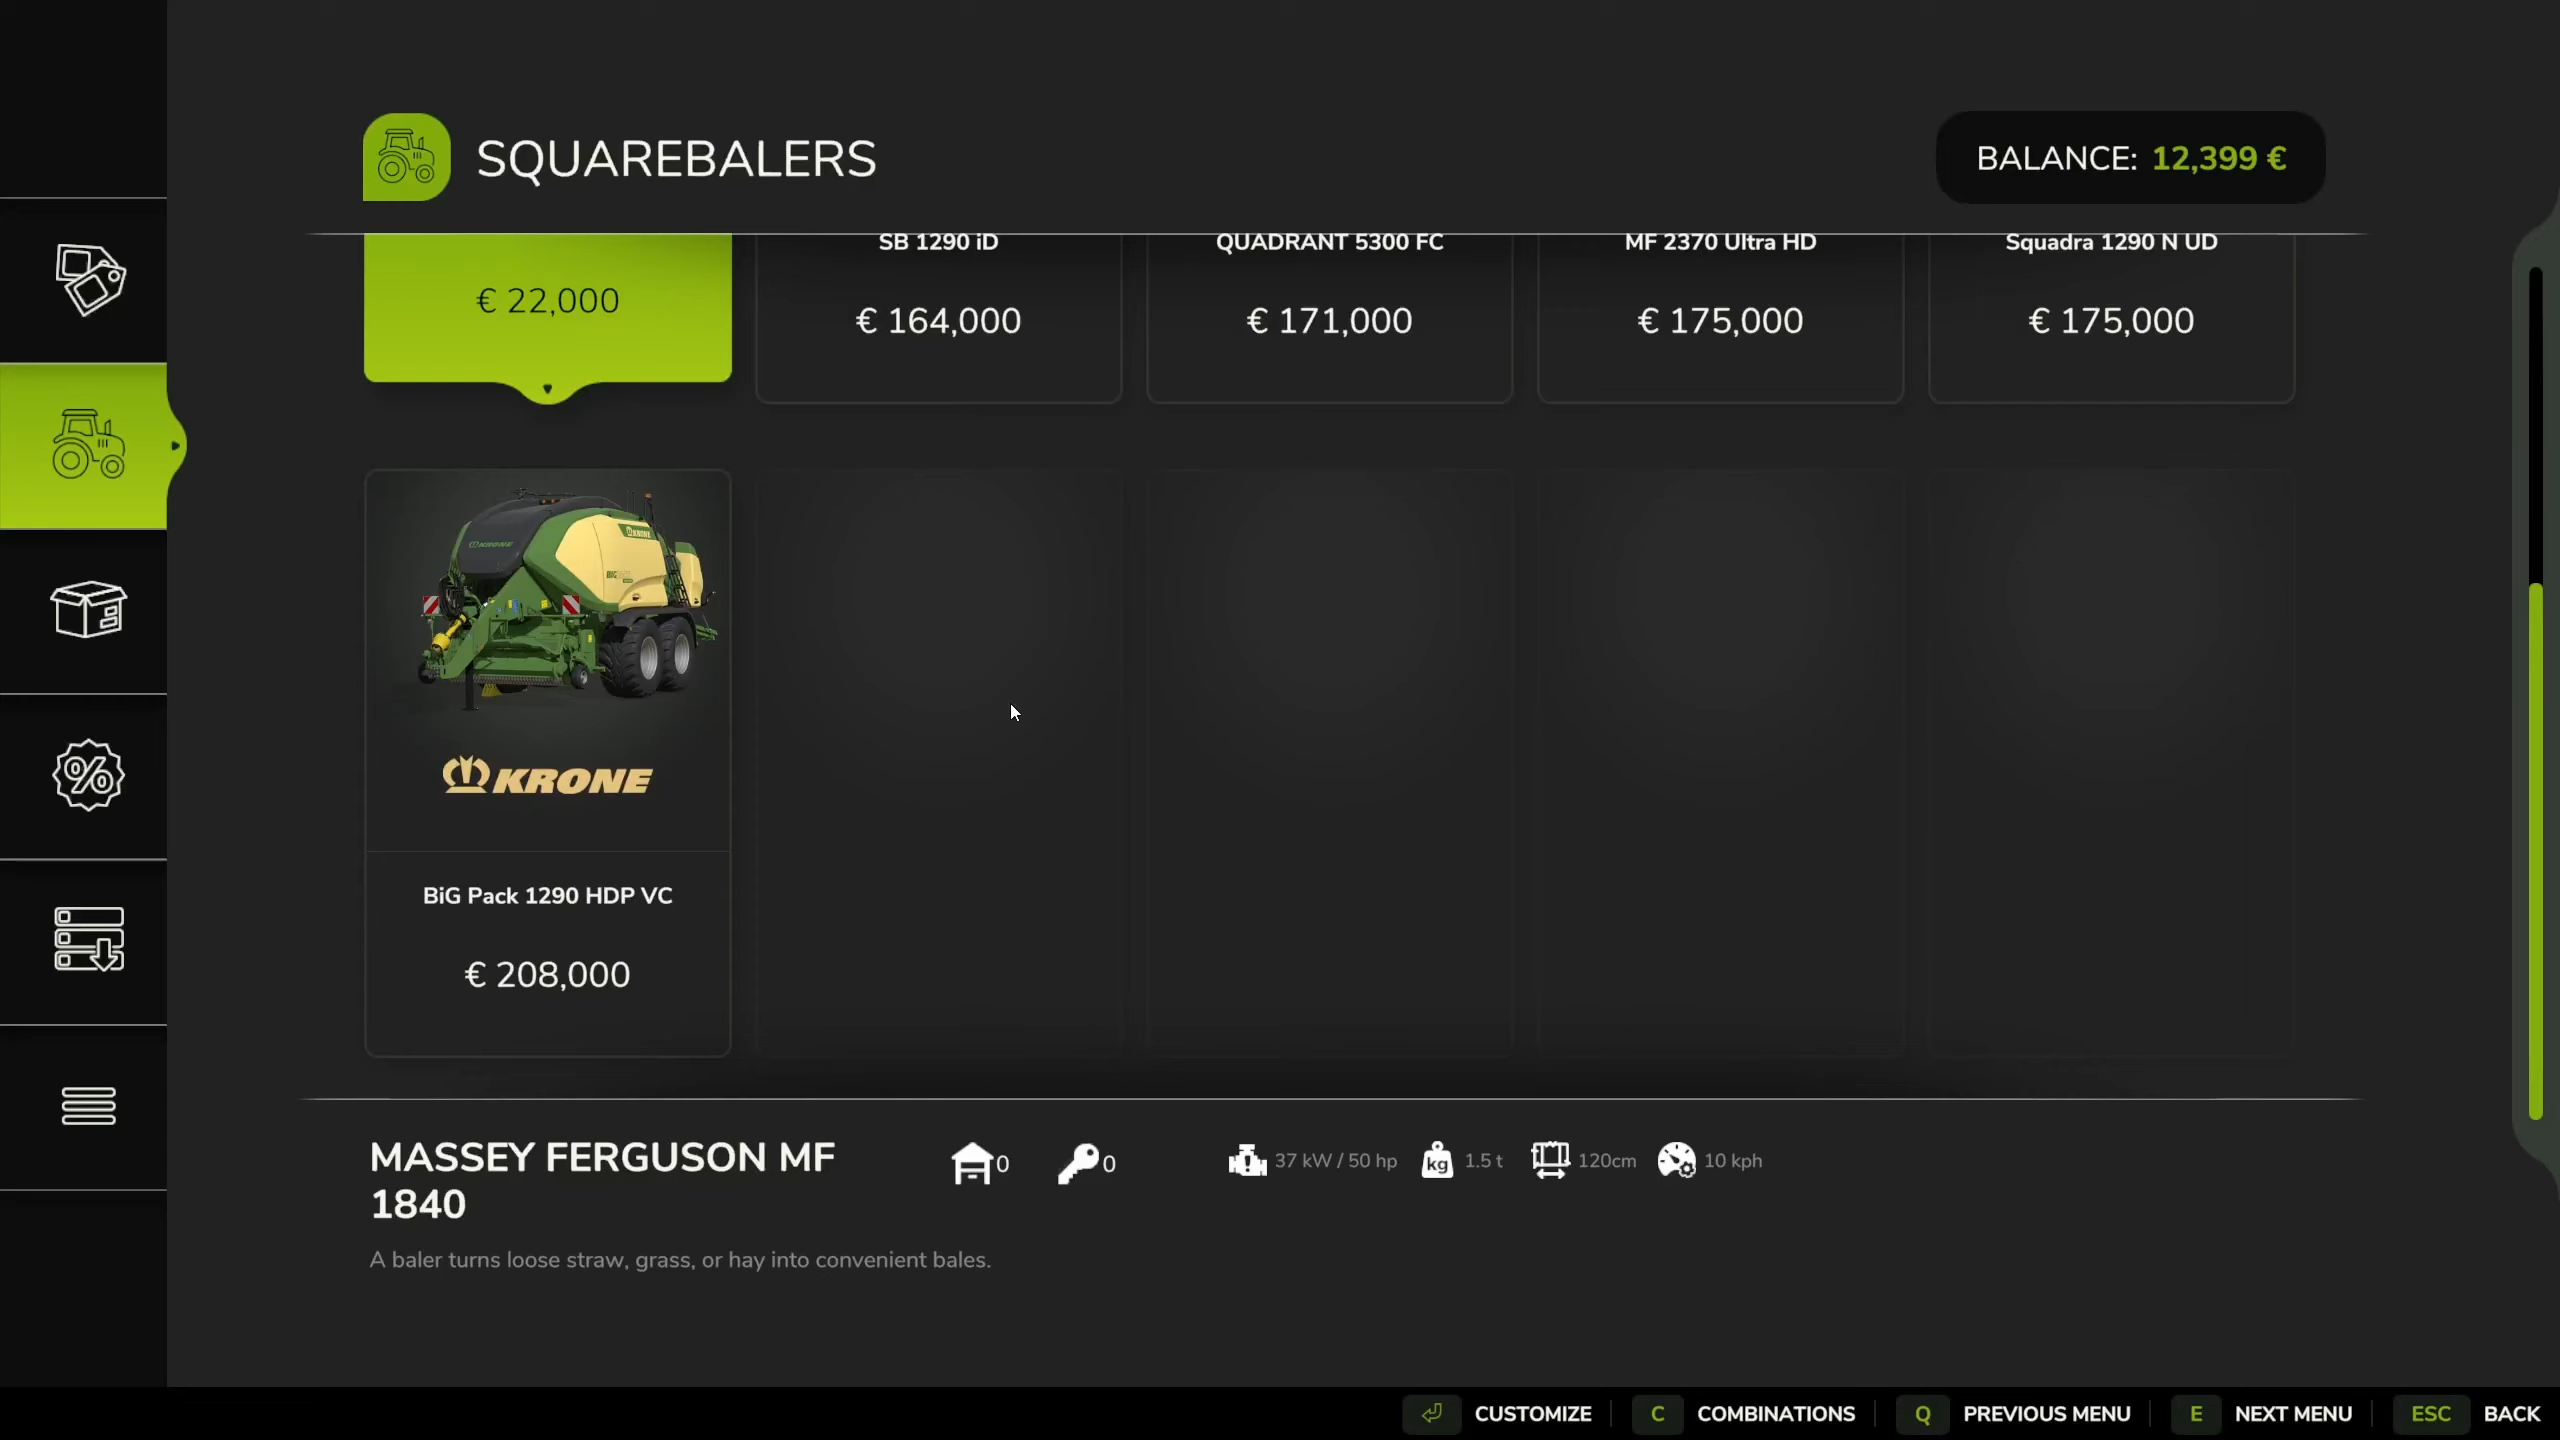 SQUAREBALERS
BALANCE: 12,399 €
SB 1290 iD
QUADRANT 5300 FC
MF 2370 Ultra HD
Squadra 1290 N UD
€ 22,000
€ 164,000
€ 171,000
€ 175,000
€ 175,000
KRONE
BiG Pack 1290 HDP VC
€ 208,000
MASSEY FERGUSON MF
1840
0
0
kg
37 kW / 50 hp
1.5 t
120cm
10 kph
A baler turns loose straw, grass, or hay into convenient bales.
CUSTOMIZE
C COMBINATIONS
Q PREVIOUS MENU
E NEXT MENU
ESC BACK